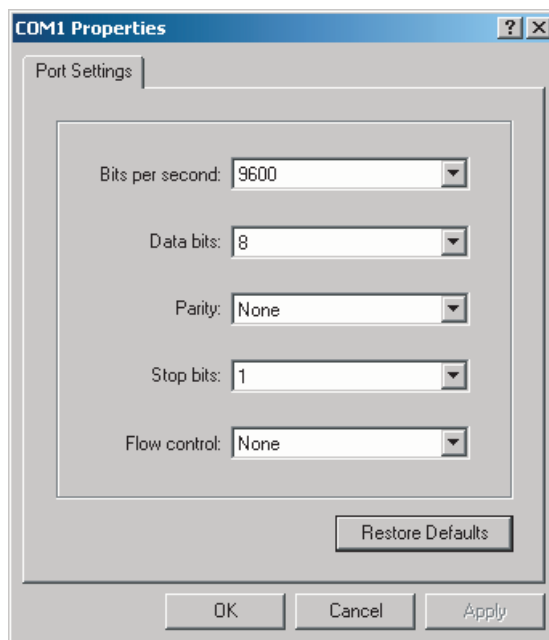 COM1 Properties
Port Settings
Bits per second: 9600
Data bits: 8
Parity: None
Stop bits: 1
Flow control: None
Restore Defaults
OK Cancel Apply